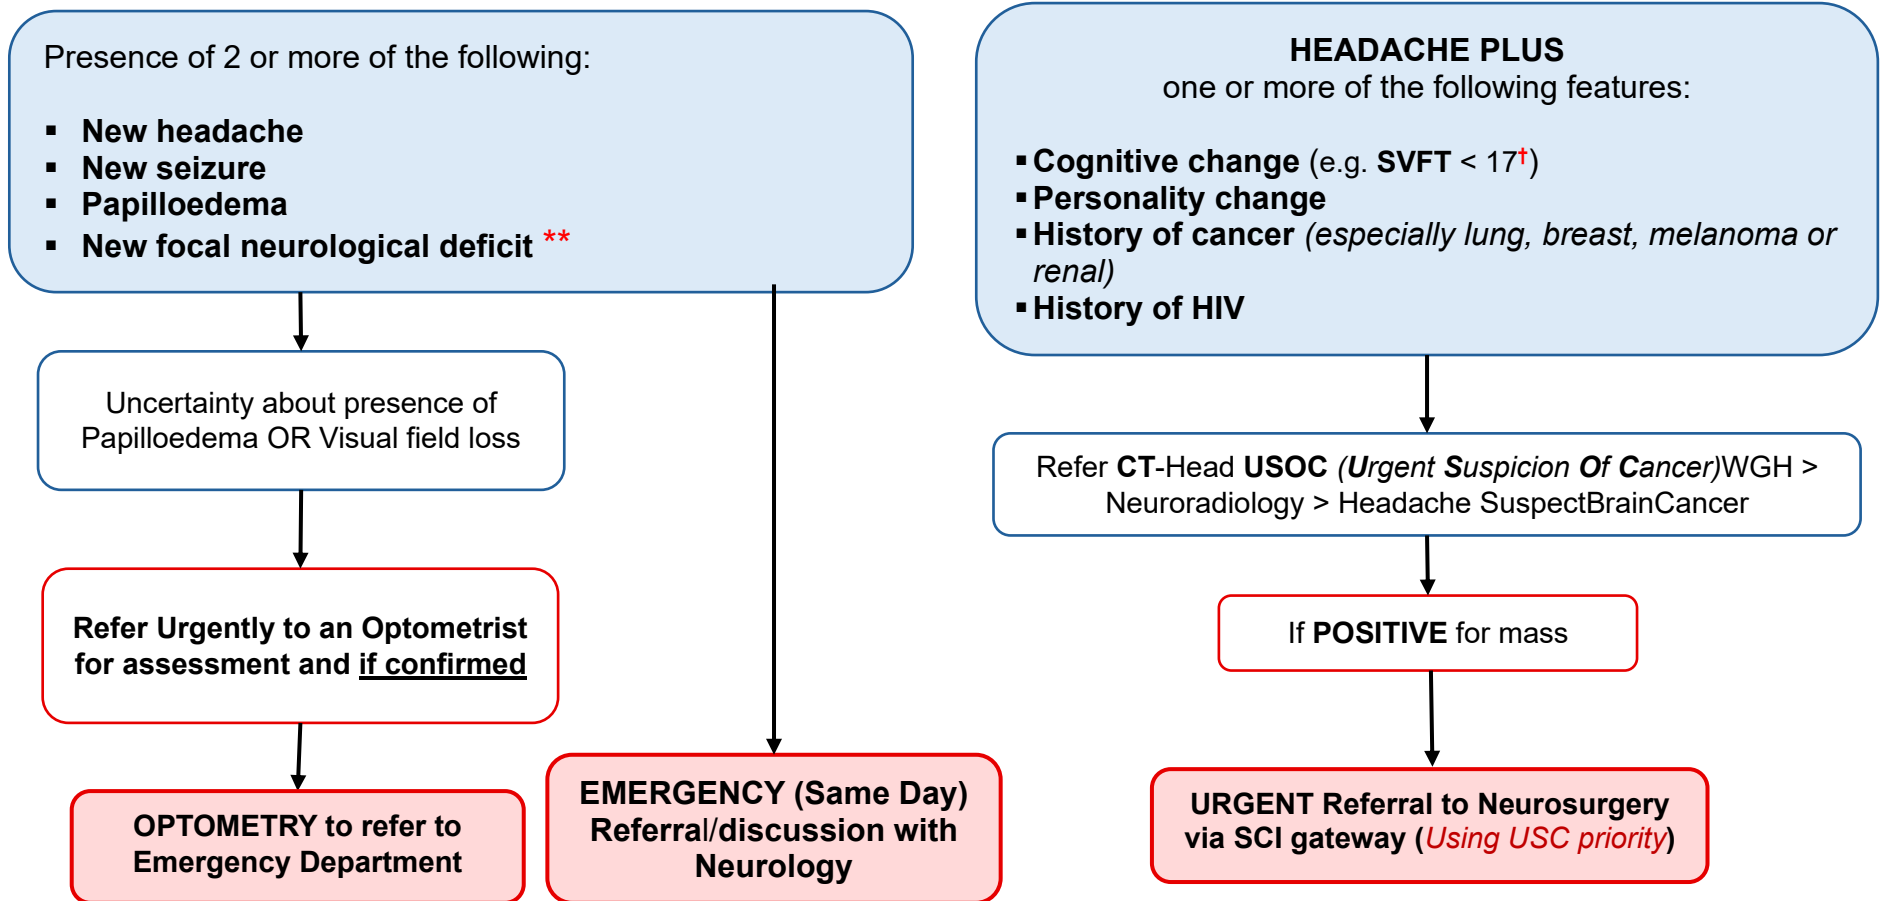 Presence of 2 or more of the following:
▪ New headache
▪ New seizure
▪ Papilloedema
▪ New focal neurological deficit **
Uncertainty about presence of
Papilloedema OR Visual field loss
Refer Urgently to an Optometrist
for assessment and if confirmed
OPTOMETRY to refer to
Emergency Department
EMERGENCY (Same Day)
Referral/discussion with
Neurology
HEADACHE PLUS
one or more of the following features:
▪ Cognitive change (e.g. SVFT < 17†)
▪ Personality change
▪ History of cancer (especially lung, breast, melanoma or
renal)
▪ History of HIV
Refer CT-Head USOC (Urgent Suspicion Of Cancer)WGH >
Neuroradiology > Headache SuspectBrainCancer
If POSITIVE for mass
URGENT Referral to Neurosurgery
via SCI gateway (Using USC priority)